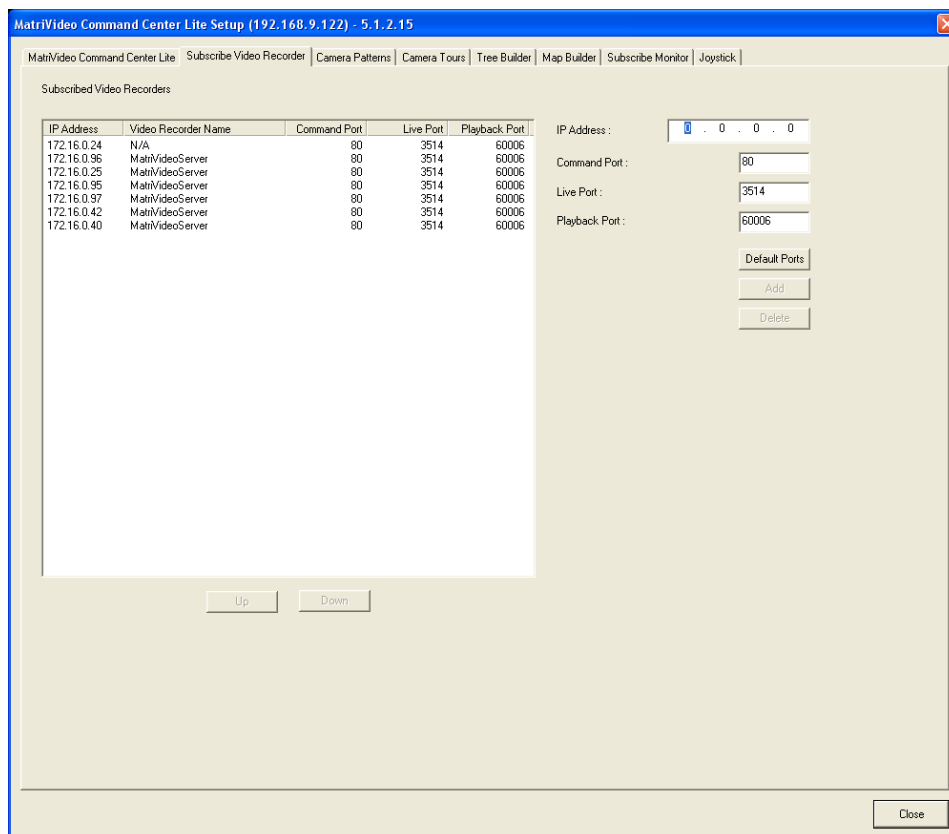 MatriVideo Command Center Lite Setup (192.168.9.122) - 5.1.2.15
MatriVideo Command Center Lite Subscribe Video Recorder Camera Patterns Camera Tours Tree Builder Map Builder Subscribe Monitor Joystick
Subscribed Video Recorders
IP Address Video Recorder Name Command Port Live Port Playback Port
172.16.0.24 N/A 80 3514 60006
172.16.0.96 MatriVideoServer 80 3514 60006
172.16.0.25 MatriVideoServer 80 3514 60006
172.16.0.95 MatriVideoServer 80 3514 60006
172.16.0.97 MatriVideoServer 80 3514 60006
172.16.0.42 MatriVideoServer 80 3514 60006
172.16.0.40 MatriVideoServer 80 3514 60006
IP Address : 0 . 0 . 0 . 0
Command Port : 80
Live Port : 3514
Playback Port : 60006
Default Ports
Add
Delete
Up Down
Close